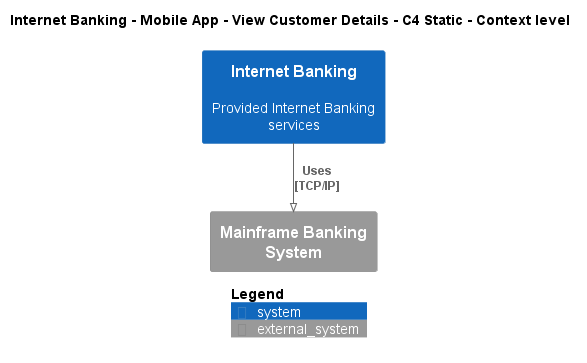 Internet Banking - Mobile App - View Customer Details - C4 Static - Context level
Internet Banking
Provided Internet Banking
services
Uses
[TCP/IP]
Mainframe Banking
System
Legend
system
external_system